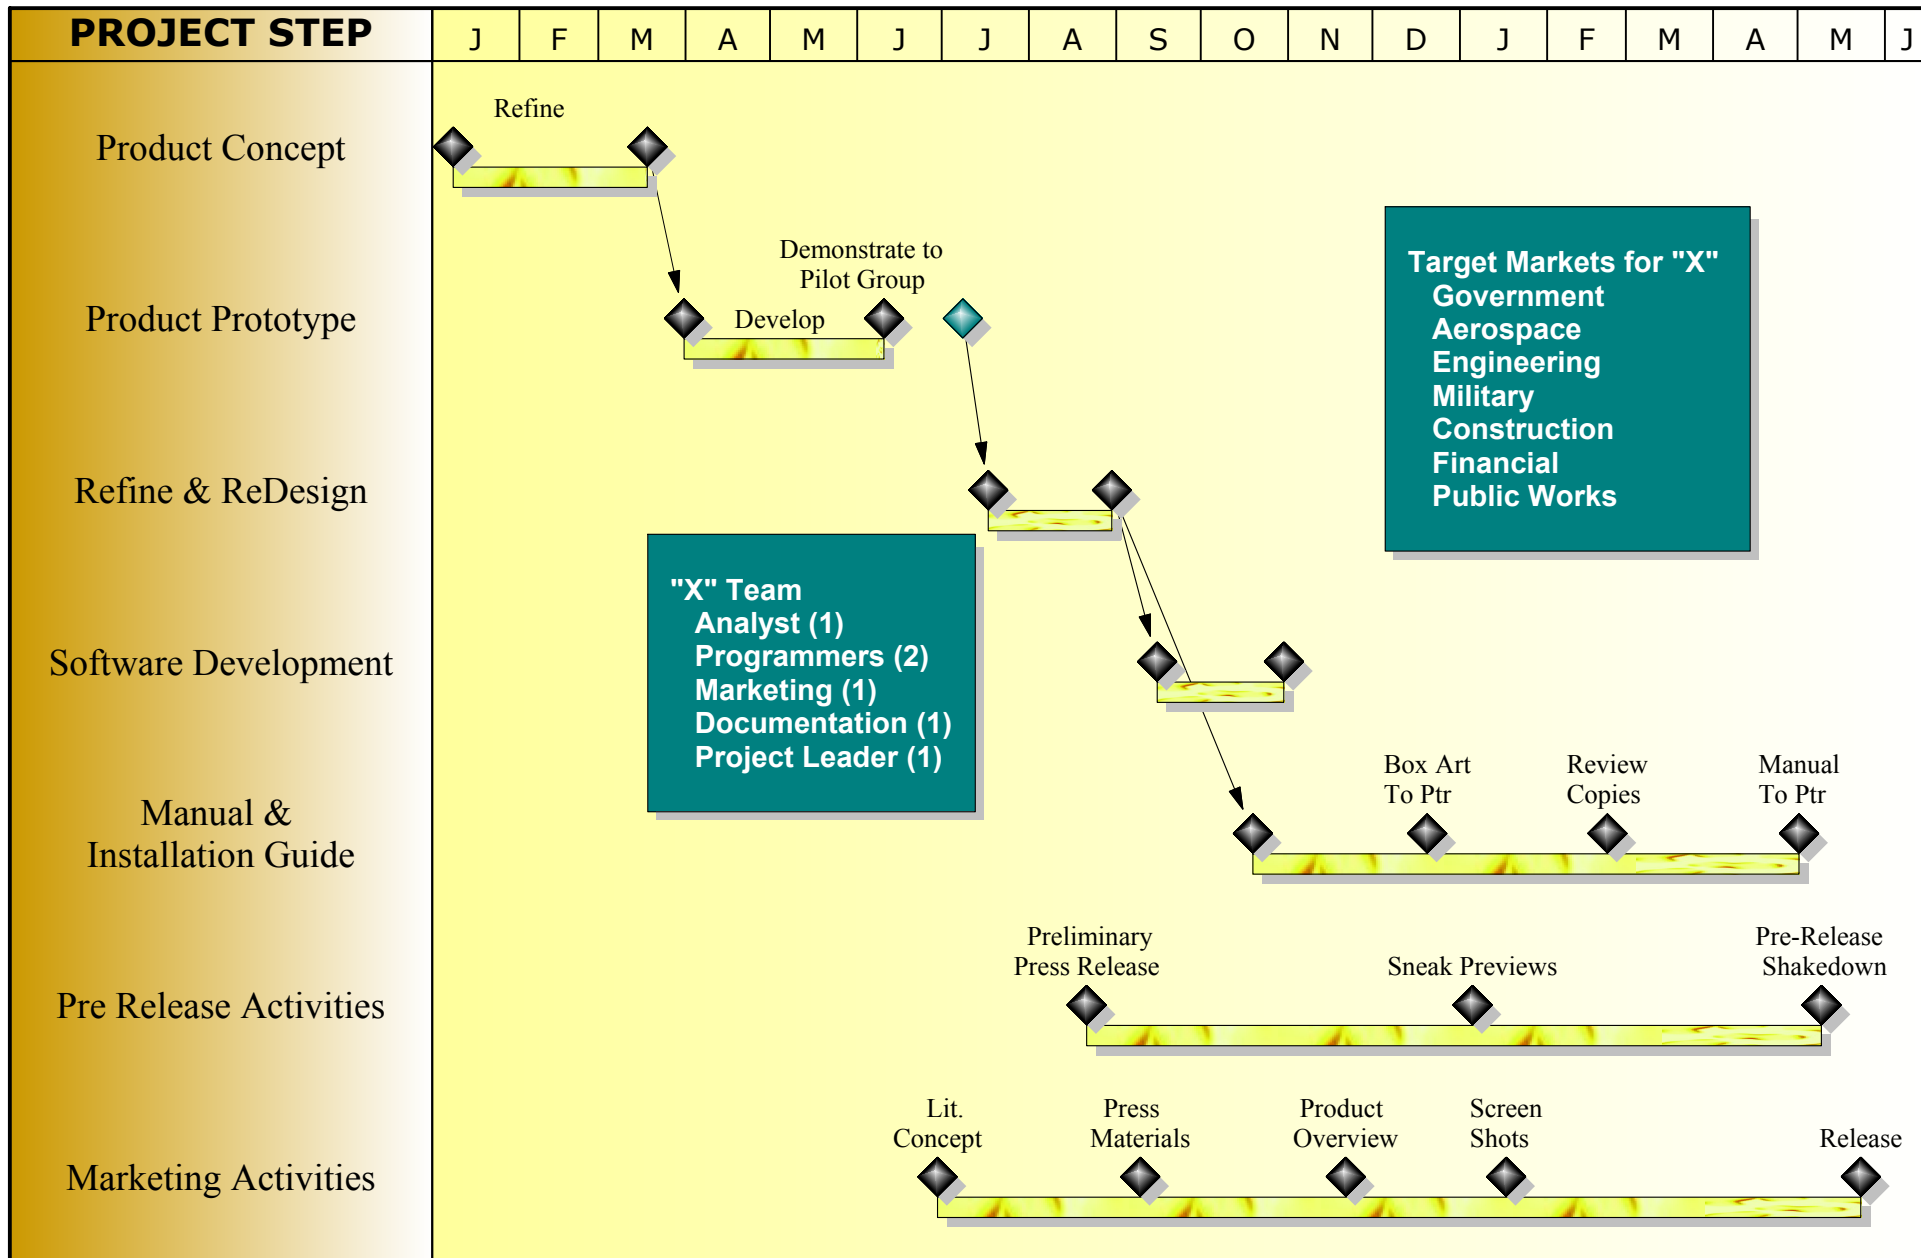 PROJECT STEP J F M A M J J A S O N D J F M A M J
Refine
Product Concept
Demonstrate to
Pilot Group
Product Prototype
Develop
Target Markets for "X"
Government
Aerospace
Engineering
Military
Construction
Financial
Public Works
Refine & ReDesign
"X" Team
Analyst (1)
Programmers (2)
Marketing (1)
Documentation (1)
Project Leader (1)
Software Development
Box Art
To Ptr
Review
Copies
Manual
To Ptr
Manual &
Installation Guide
Preliminary
Press Release
Sneak Previews
Pre-Release
Shakedown
Pre Release Activities
Lit.
Concept
Press
Materials
Product
Overview
Screen
Shots
Release
Marketing Activities